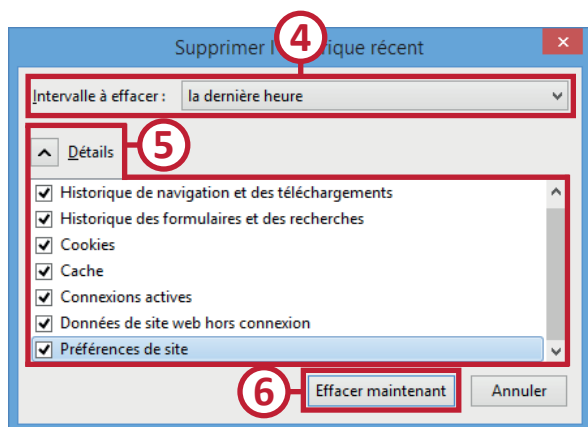 Supprimer l 4 rique récent
Intervalle à effacer : la dernière heure
Détails 5
Historique de navigation et des téléchargements
Historique des formulaires et des recherches
Cookies
Cache
Connexions actives
Données de site web hors connexion
Préférences de site
6 Effacer maintenant Annuler